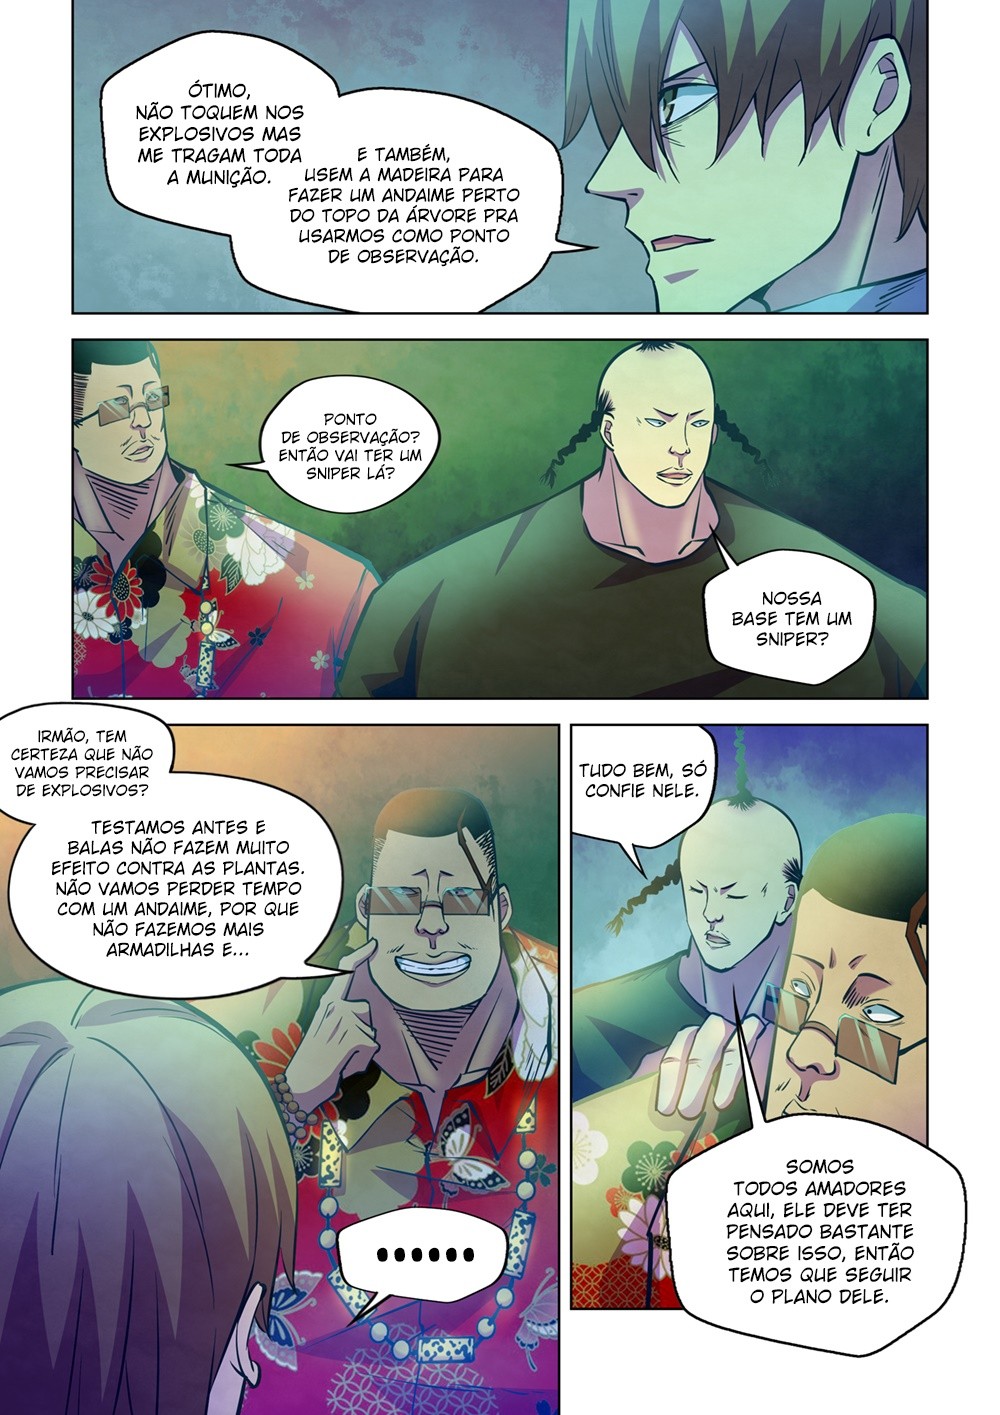 ÓTIMO,
NÃO TOQUEM NOS
EXPLOSIVOS MAS
ME TRAGAM TODA
A MUNIÇÃO.
E TAMBÉM,
USEM A MADEIRA PARA
FAZER UM ANDAIME PERTO
DO TOPO DA ÁRVORE PRA
USARMOS COMO PONTO
DE OBSERVAÇÃO.
PONTO
DE OBSERVAÇÃO?
ENTÃO VAI TER UM
SNIPER LÁ?
NOSSA
BASE TEM UM
SNIPER?
IRMÃO, TEM
CERTEZA QUE NÃO
VAMOS PRECISAR
DE EXPLOSIVOS?
TESTAMOS ANTES E
BALAS NÃO FAZEM MUITO
EFEITO CONTRA AS PLANTAS.
NÃO VAMOS PERDER TEMPO
COM UM ANDAIME, POR QUE
NÃO FAZEMOS MAIS
ARMADILHAS E...
••••••
TUDO BEM, SÓ
CONFIE NELE.
SOMOS
TODOS AMADORES
AQUI, ELE DEVE TER
PENSADO BASTANTE
SOBRE ISSO, ENTÃO
TEMOS QUE SEGUIR
O PLANO DELE.